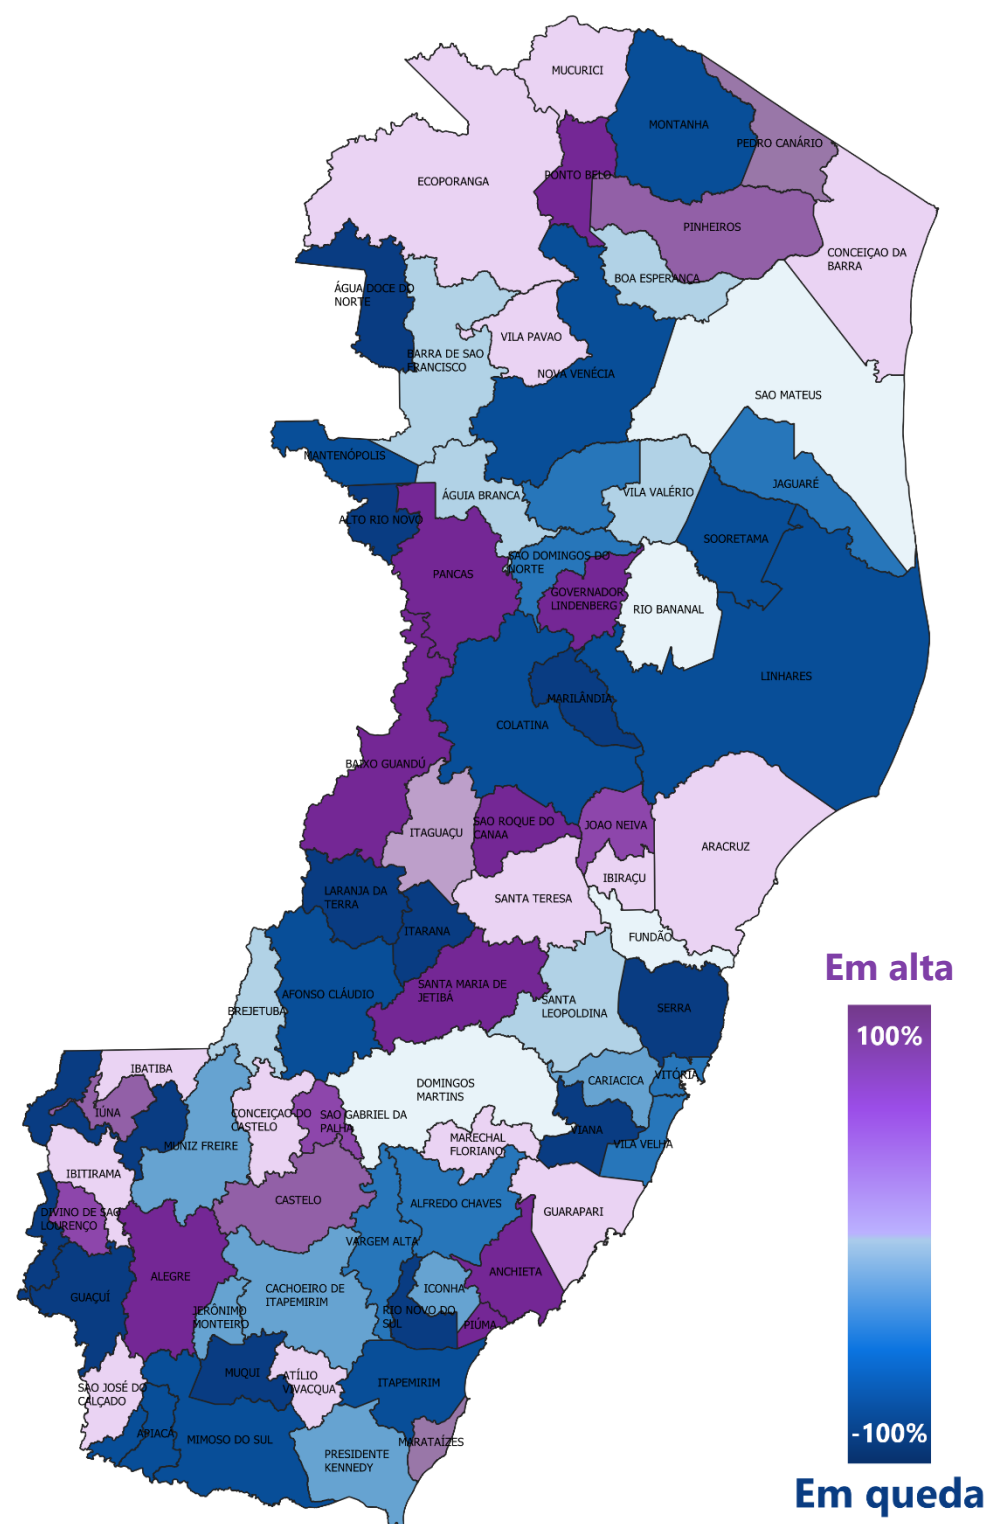 MUCURICI
MONTANHA
PEDRO CANÁRIO
PONTO BELO
ECOPORANGA
PINHEIROS
CONCEIÇAO DA
BARRA
BOA ESPERANÇA
ÁGUA DOCE DO
NORTE
VILA PAVAO
BARRA DE SAO
FRANCISCO
NOVA VENÉCIA
SAO MATEUS
MANTENÓPOLIS
JAGUARÉ
ÁGUIA BRANCA
VILA VALÉRIO
ALTO RIO NOVO
SOORETAMA
SAO DOMINGOS DO
NORTE
PANCAS
GOVERNADOR
LINDENBERG
RIO BANANAL
LINHARES
MARILÂNDIA
COLATINA
BAIXO GUANDÚ
ITAGUAÇU
SAO ROQUE DO
CANAA
JOAO NEIVA
ARACRUZ
IBIRAÇU
LARANJA DA
TERRA
SANTA TERESA
ITARANA
FUNDÃO
SANTA MARIA DE
JETIBÁ
AFONSO CLÁUDIO
BREJETUBA
SANTA
LEOPOLDINA
SERRA
Em alta
100%
IBATIBA
DOMINGOS
MARTINS
CARIACICA
VITÓRIA
IÚNA
CONCEIÇAO DO
CASTELO
SAO GABRIEL DA
PALHA
MUNIZ FREIRE
MARECHAL
FLORIANO
VIANA
VILA VELHA
IBITIRAMA
CASTELO
ALFREDO CHAVES
GUARAPARI
DIVINO DE SAO
LOURENÇO
VARGEM ALTA
ALEGRE
ANCHIETA
GUAÇUÍ
CACHOEIRO DE
ITAPEMIRIM
ICONHA
JERÔNIMO
MONTEIRO
RIO NOVO DO
SUL
PIÚMA
MUQUI
ATÍLIO
VIVACQUA
ITAPEMIRIM
SAO JOSÉ DO
CALÇADO
APIACÁ
MIMOSO DO SUL
MARATAÍZES
PRESIDENTE
KENNEDY
-100%
Em queda